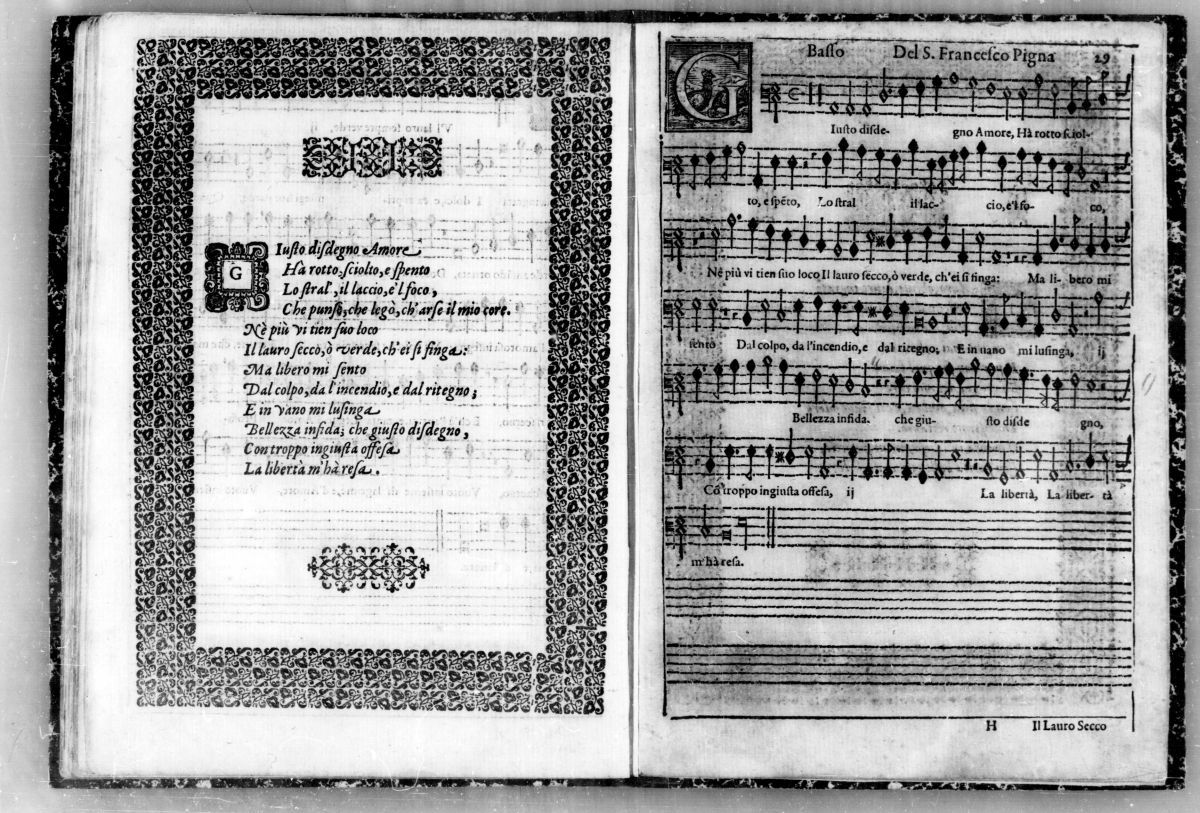 G Iusto disdegno Amore
Hà rotto, sciolto, e spento
Lo stral', il laccio, e'l foco,
Che punse, che legò, ch'arse il mio core.
Nè più vi tien suo loco
Il lauro secco, ò verde, ch'ei si finga:
Ma libero mi sento
Dal colpo, da l'incendio, e dal ritegno;
E in vano mi lusinga
Bellezza infida; che giusto disdegno,
Con troppo ingiusta offesa
La libertà m'hà resa.
Basso Del S. Francesco Pigna 29
G Iusto disde- gno Amore, Hà rotto sciol-
to, e spẽto, Lo stral il lac- cio, e'l fo- co,
Nè più vi tien suo loco Il lauro secco, ò verde, ch'ei si finga: Ma li- bero mi
sento Dal colpo, da l'incendio, e dal ritegno; E in uano mi lusinga, ij
Bellezza infida. che giu- sto disde gno,
Cõ troppo ingiusta offesa, ij La libertà, La liber- tà
m'hà resa.
H Il Lauro Secco